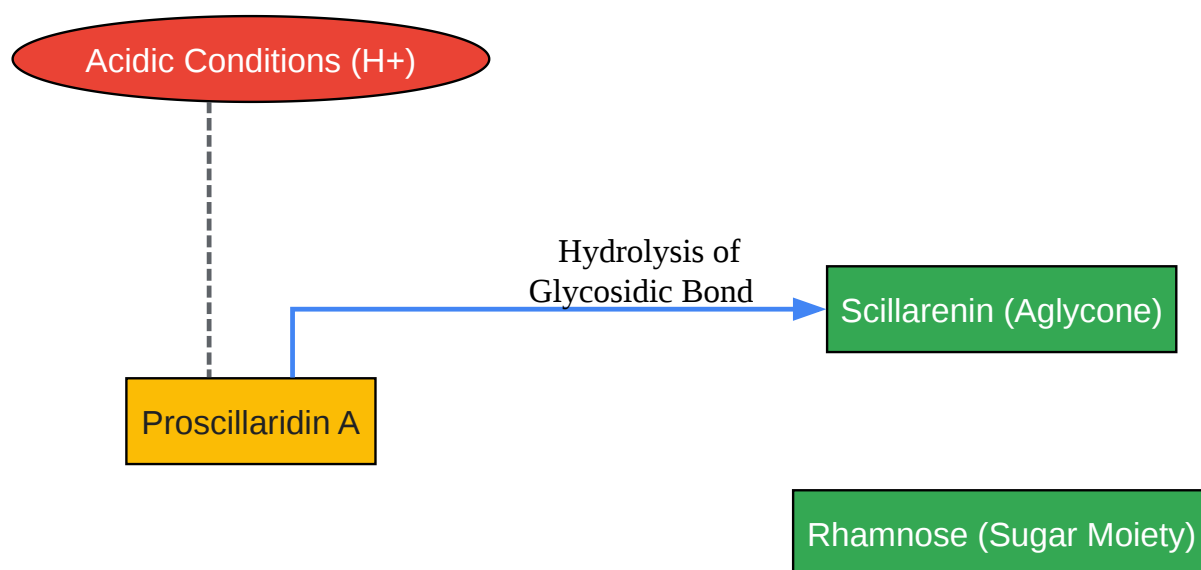 Acidic Conditions (H+)
Hydrolysis of
Glycosidic Bond
Scillarenin (Aglycone)
Proscillaridin A
Rhamnose (Sugar Moiety)